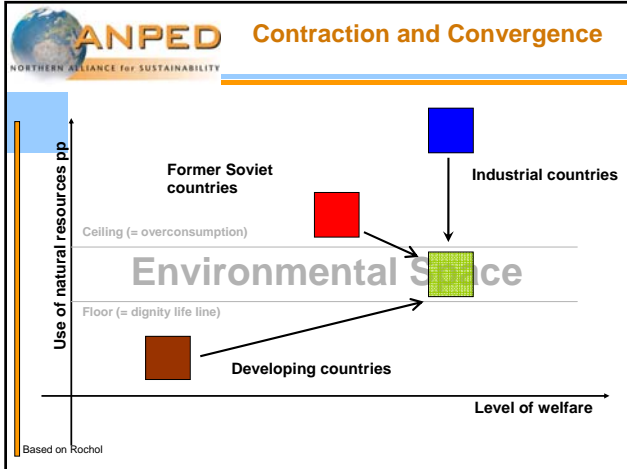 ANPED
NORTHERN ALLIANCE for SUSTAINABILITY
Contraction and Convergence
Use of natural resources pp
Former Soviet
countries
Industrial countries
Ceiling (= overconsumption)
Environmental Space
Floor (= dignity life line)
Developing countries
Level of welfare
Based on Rochol